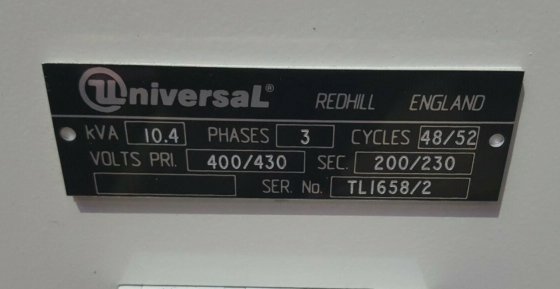 UniversaL® REDHILL ENGLAND
kVA 10.4 PHASES 3 CYCLES 48/52
VOLTS PRI. 400/430 SEC. 200/230
SER. No. TL1658/2